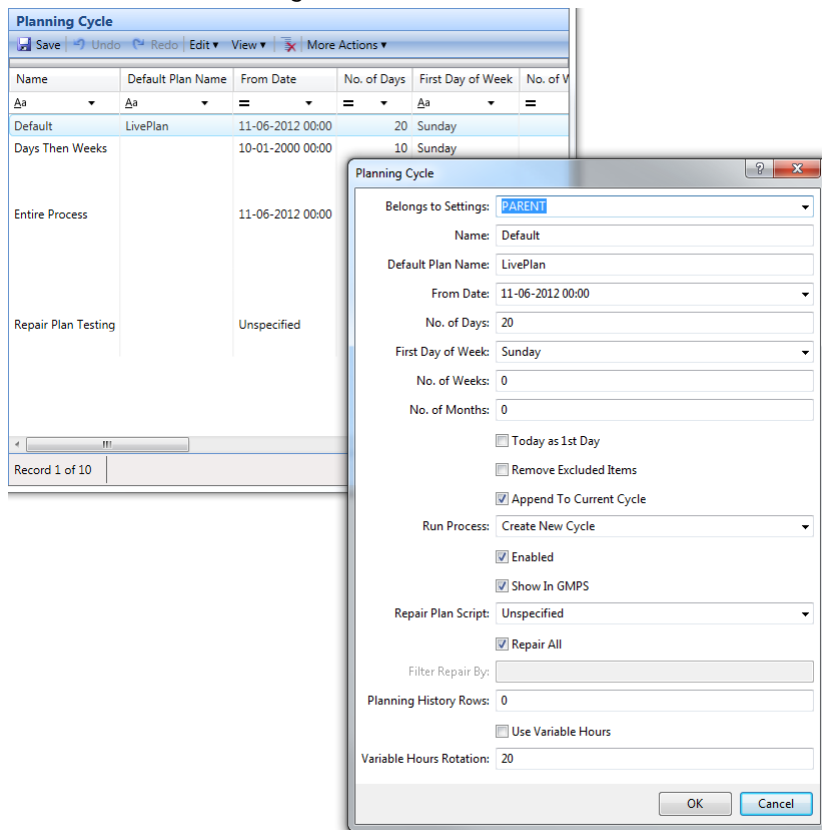 Planning Cycle
Save Undo Redo Edit View More Actions
Name Default Plan Name From Date No. of Days First Day of Week No. of W
Aa Aa = = Aa =
Default LivePlan 11-06-2012 00:00 20 Sunday
Days Then Weeks 10-01-2000 00:00 10 Sunday
Entire Process 11-06-2012 00:00
Repair Plan Testing Unspecified
Record 1 of 10
Planning Cycle
Belongs to Settings: PARENT
Name: Default
Default Plan Name: LivePlan
From Date: 11-06-2012 00:00
No. of Days: 20
First Day of Week: Sunday
No. of Weeks: 0
No. of Months: 0
Today as 1st Day
Remove Excluded Items
Append To Current Cycle
Run Process: Create New Cycle
Enabled
Show In GMPS
Repair Plan Script: Unspecified
Repair All
Filter Repair By:
Planning History Rows: 0
Use Variable Hours
Variable Hours Rotation: 20
OK Cancel